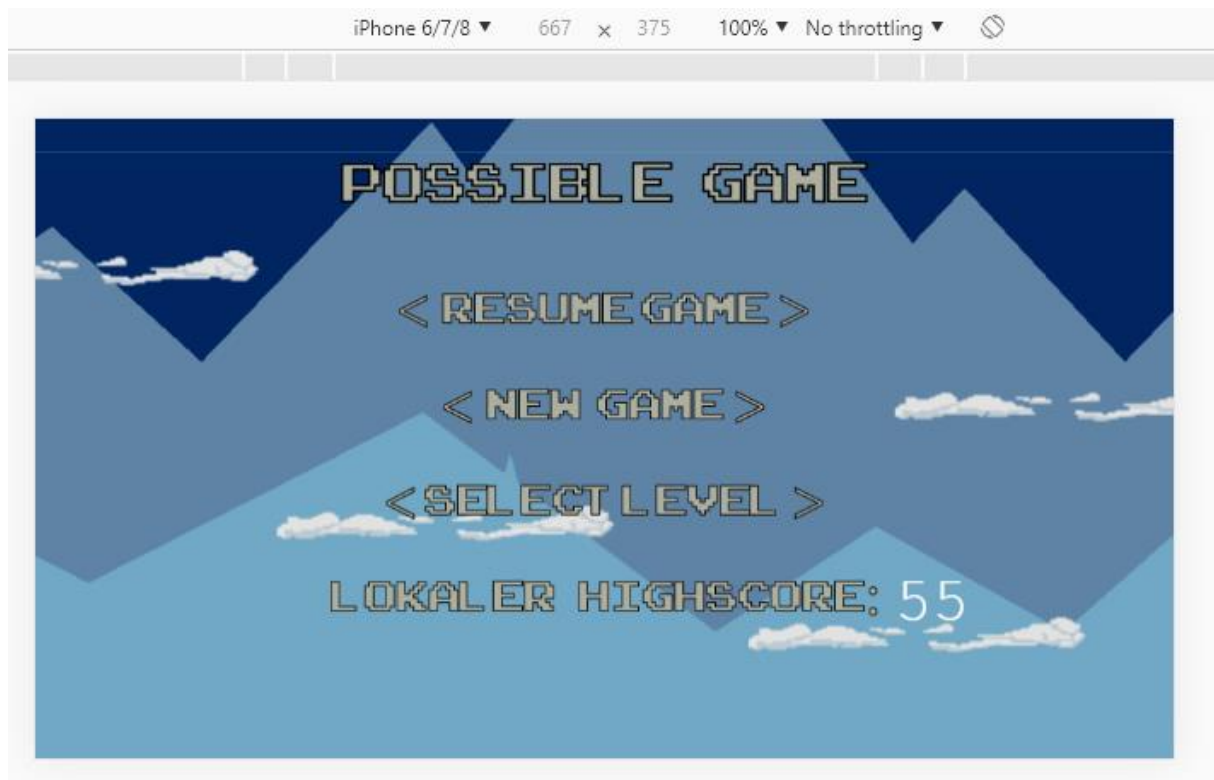 iPhone 6/7/8 ▼ 667 × 375 100% ▼ No throttling ▼
POSSIBLE GAME
< RESUME GAME >
< NEW GAME >
< SELECT LEVEL >
LOKALER HIGHSCORE: 55